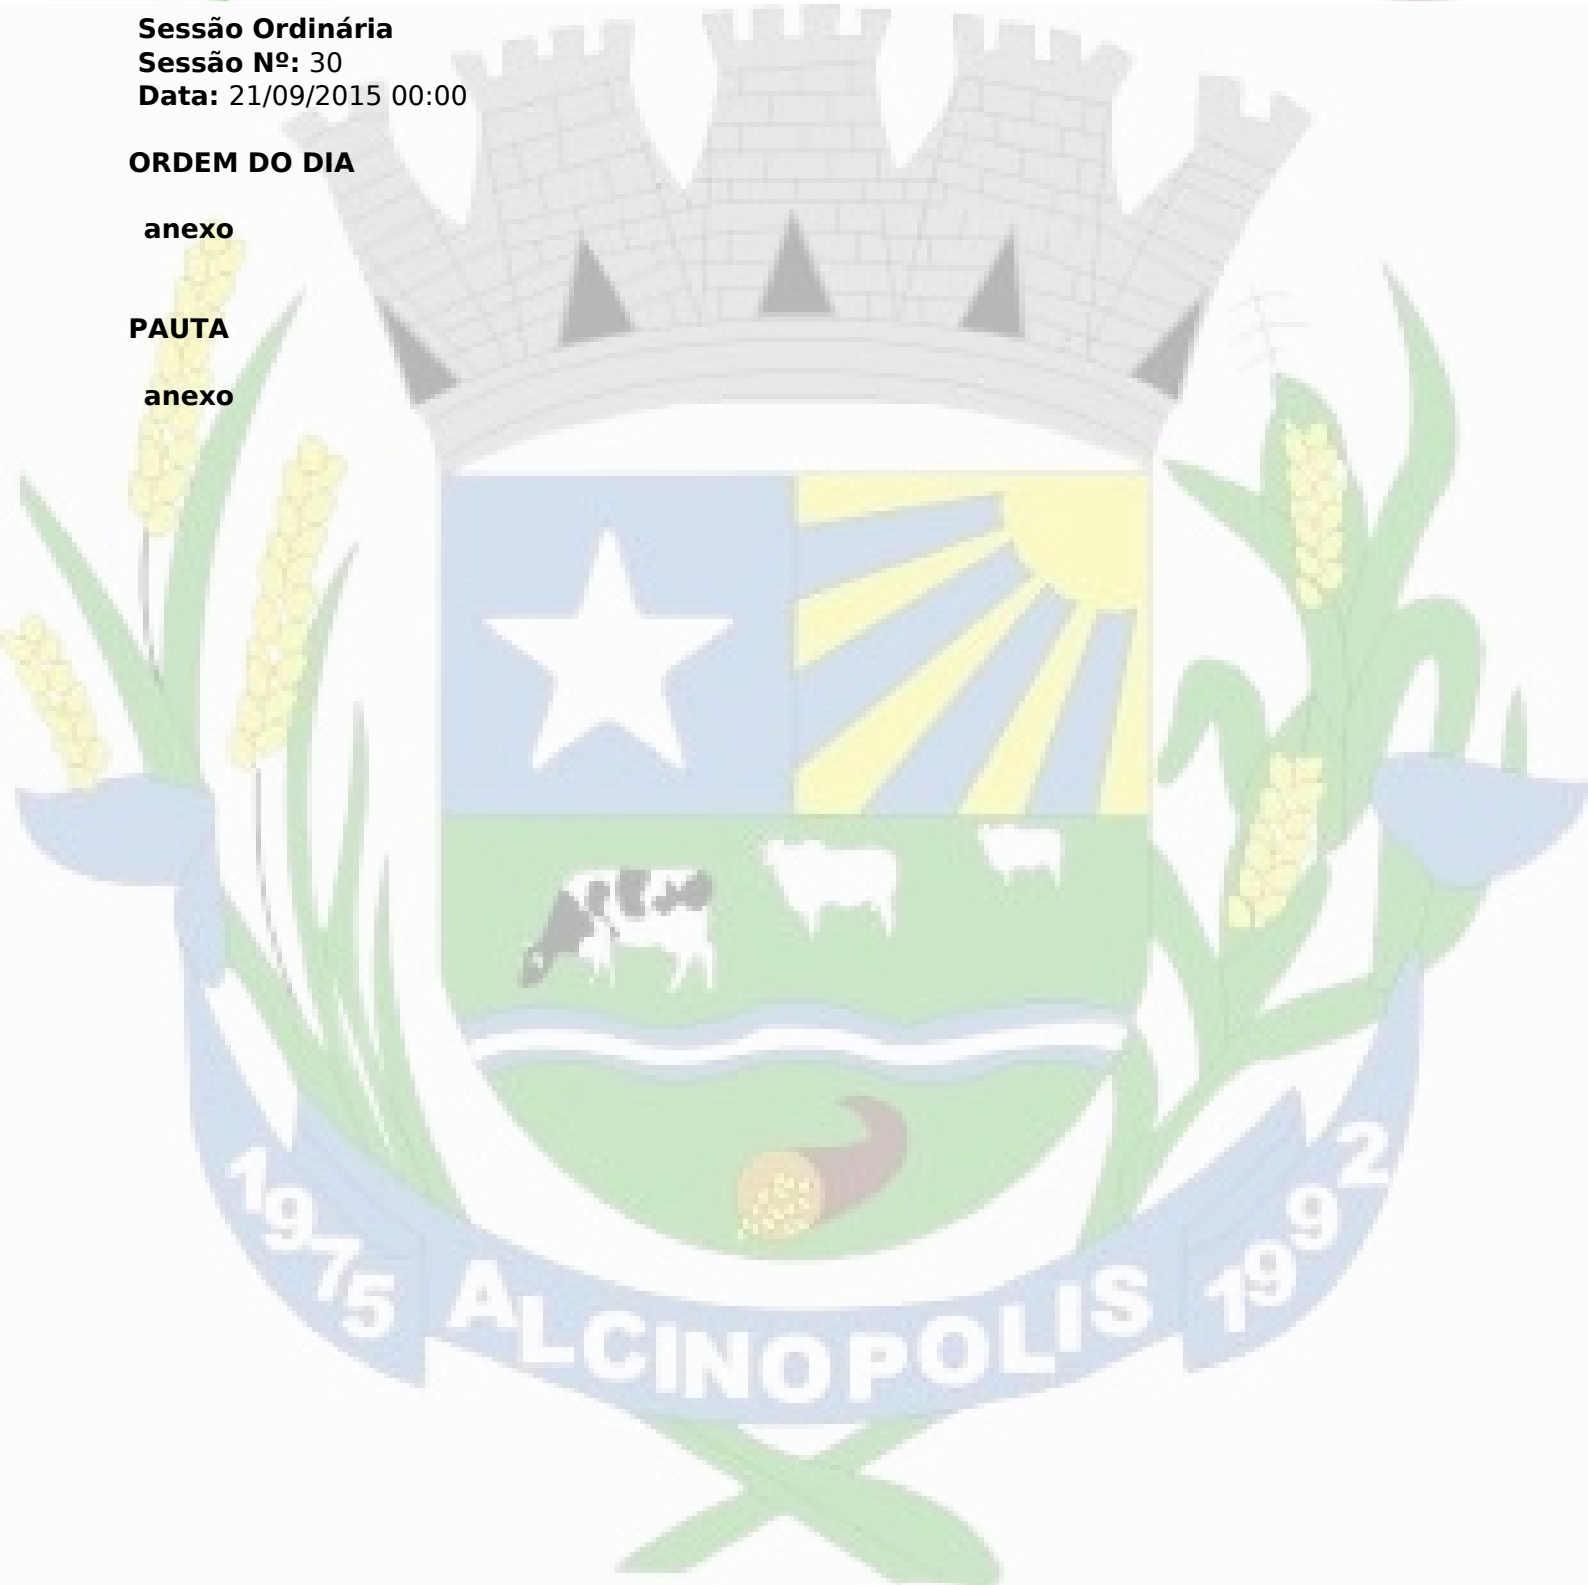 Sessão Ordinária
Sessão Nº: 30
Data: 21/09/2015 00:00
ORDEM DO DIA
anexo
PAUTA
anexo
1975 ALCINOPOLIS 1992